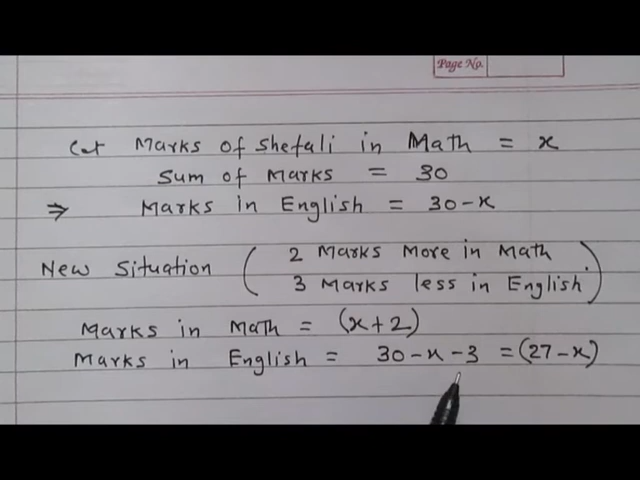 Page No.
Let Marks of Shefali in Math = x
Sum of Marks = 30
⇒ Marks in English = 30-x
New Situation ( 2 Marks More in Math
3 Marks less in English )
Marks in Math = (x+2)
Marks in English = 30-x-3 = (27-x)